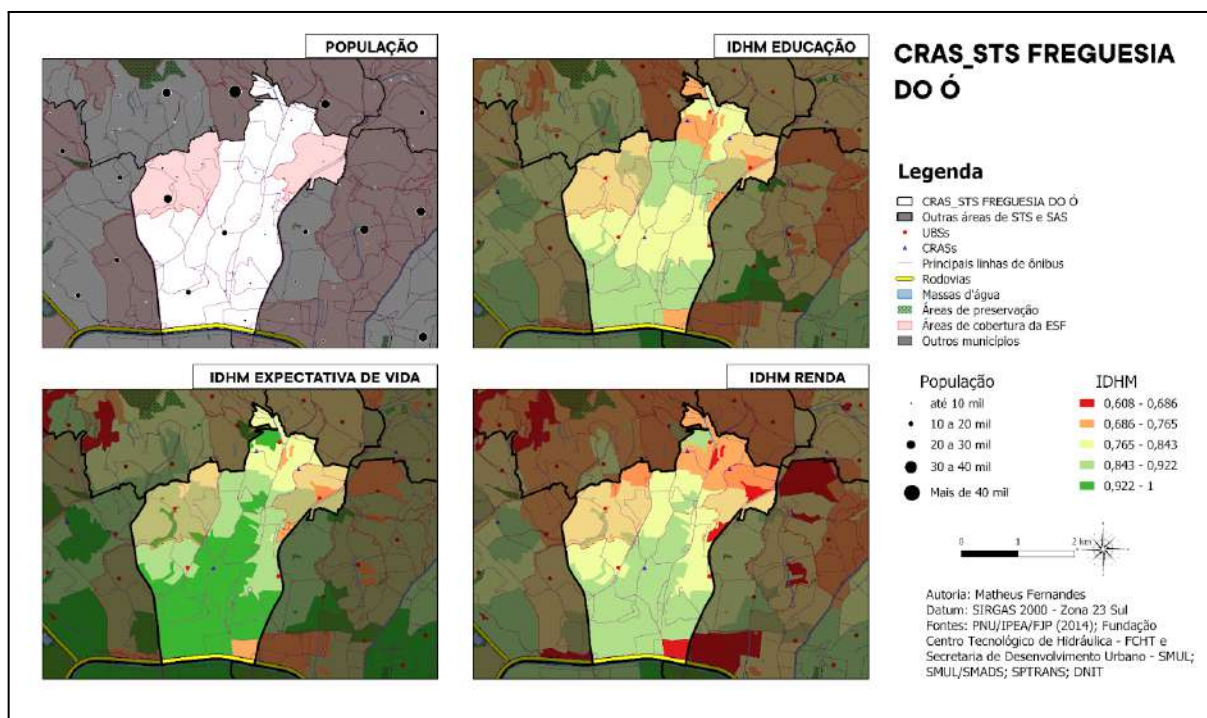 POPULAÇÃO
IDHM EDUCAÇÃO
IDHM EXPECTATIVA DE VIDA
IDHM RENDA
CRAS_STS FREGUESIA
DO Ó
Legenda
CRAS_STS FREGUESIA DO Ó
Outras áreas de STS e SAS
UBSs
CRASs
Principais linhas de ônibus
Rodovias
Massas d'água
Áreas de preservação
Áreas de cobertura da ESF
Outros municípios
População
até 10 mil
10 a 20 mil
20 a 30 mil
30 a 40 mil
Mais de 40 mil
IDHM
0,608 - 0,686
0,686 - 0,765
0,765 - 0,843
0,843 - 0,922
0,922 - 1
0 1 2 km
Autoria: Matheus Fernandes
Datum: SIRGAS 2000 - Zona 23 Sul
Fontes: PNU/IPEA/FJP (2014); Fundação
Centro Tecnológico de Hidráulica - FCHT e
Secretaria de Desenvolvimento Urbano - SMUL;
SMUL/SMADS; SPTRANS; DNIT